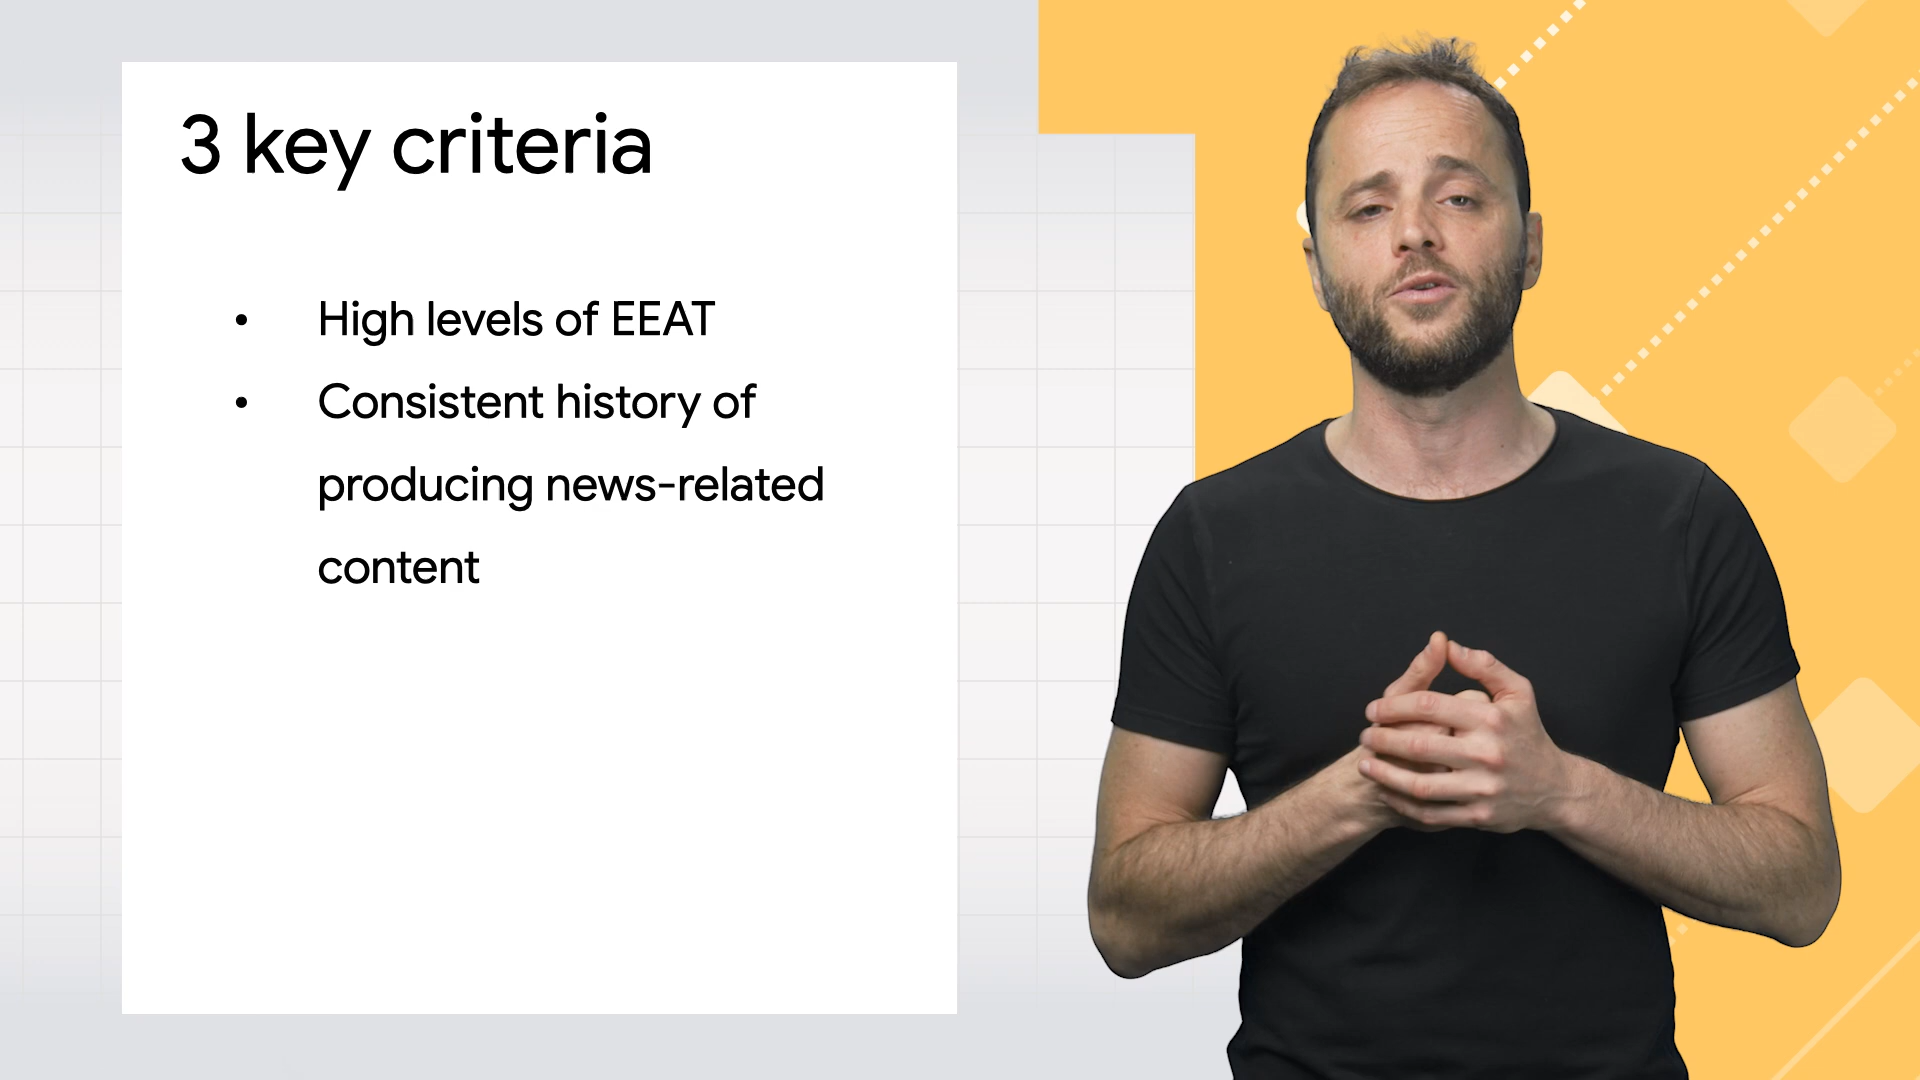 3 key criteria
• High levels of EEAT
• Consistent history of
producing news-related
content